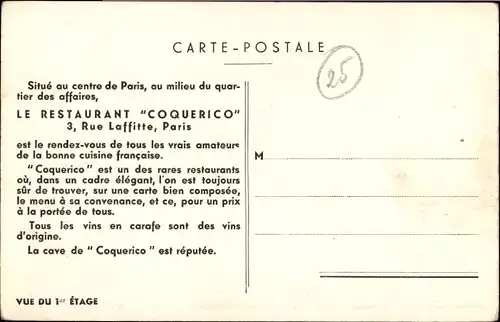 CARTE-POSTALE
25
Situé au centre de Paris, au milieu du quar-
tier des affaires,
LE RESTAURANT "COQUERICO"
3, Rue Laffitte, Paris
est le rendez-vous de tous les vrais amateurs
de la bonne cuisine française.
"Coquerico" est un des rares restaurants
où, dans un cadre élégant, l'on est toujours
sûr de trouver, sur une carte bien composée,
le menu à sa convenance, et ce, pour un prix
à la portée de tous.
Tous les vins en carafe sont des vins
d'origine.
La cave de "Coquerico" est réputée.
M
VUE DU 1er ÉTAGE